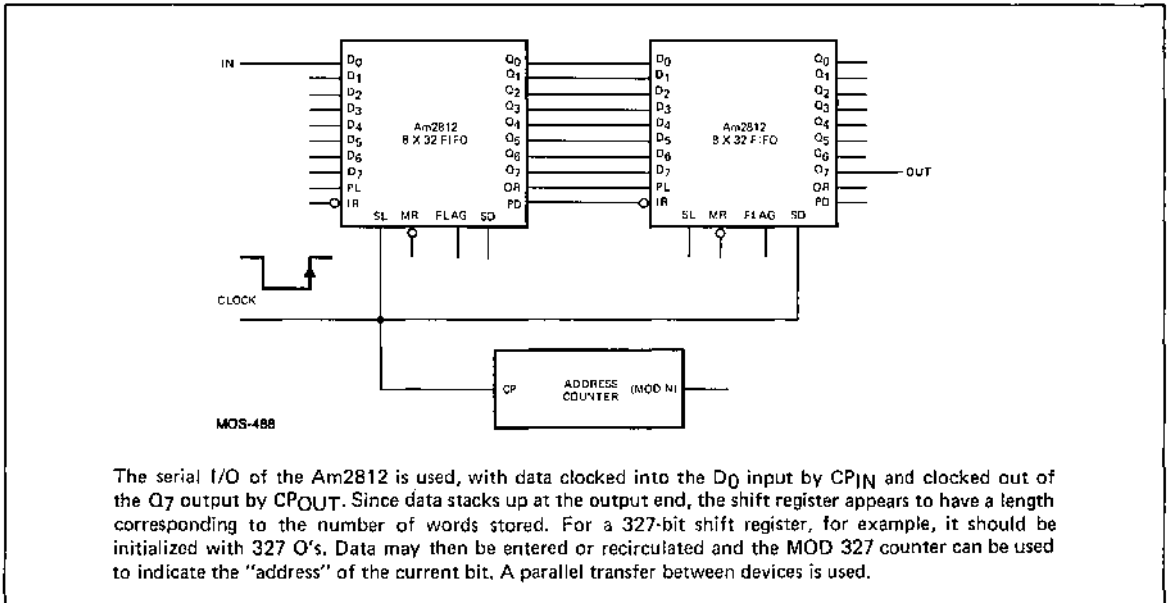 IN
D0 Q0 D0 Q0
D1 Q1 D1 Q1
D2 Q2 D2 Q2
D3 Q3 D3 Q3
D4 Q4 D4 Q4
Am2812 Am2812
8 X 32 FIFO 8 X 32 FIFO
D5 Q5 D5 Q5
D6 Q6 D6 Q6
D7 Q7 D7 Q7 OUT
PL OR PL OR
IR PD IR PD
SL MR FLAG SD SL MR FLAG SD
CLOCK
CP ADDRESS COUNTER (MOD N)
MOS-488
The serial I/O of the Am2812 is used, with data clocked into the D0 input by CPIN and clocked out of
the Q7 output by CPOUT. Since data stacks up at the output end, the shift register appears to have a length
corresponding to the number of words stored. For a 327-bit shift register, for example, it should be
initialized with 327 O's. Data may then be entered or recirculated and the MOD 327 counter can be used
to indicate the "address" of the current bit. A parallel transfer between devices is used.